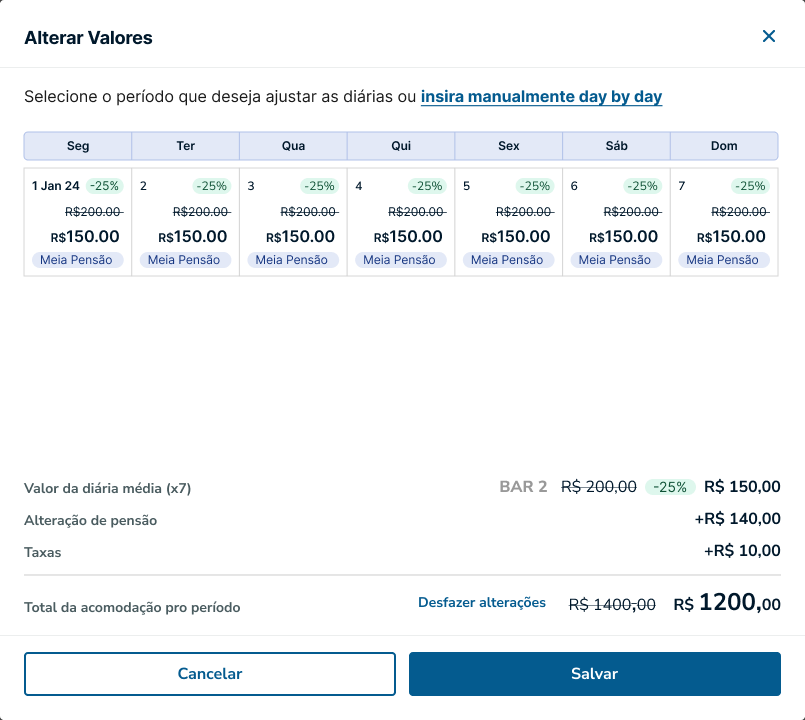 Alterar Valores
Selecione o período que deseja ajustar as diárias ou insira manualmente day by day
Seg Ter Qua Qui Sex Sáb Dom
1 Jan 24 -25% 2 -25% 3 -25% 4 -25% 5 -25% 6 -25% 7 -25%
R$200.00 R$200.00 R$200.00 R$200.00 R$200.00 R$200.00 R$200.00
R$150.00 R$150.00 R$150.00 R$150.00 R$150.00 R$150.00 R$150.00
Meia Pensão Meia Pensão Meia Pensão Meia Pensão Meia Pensão Meia Pensão Meia Pensão
Valor da diária média (x7) BAR 2 R$ 200,00 -25% R$ 150,00
Alteração de pensão +R$ 140,00
Taxas +R$ 10,00
Total da acomodação pro período Desfazer alterações R$ 1400,00 R$ 1200,00
Cancelar Salvar